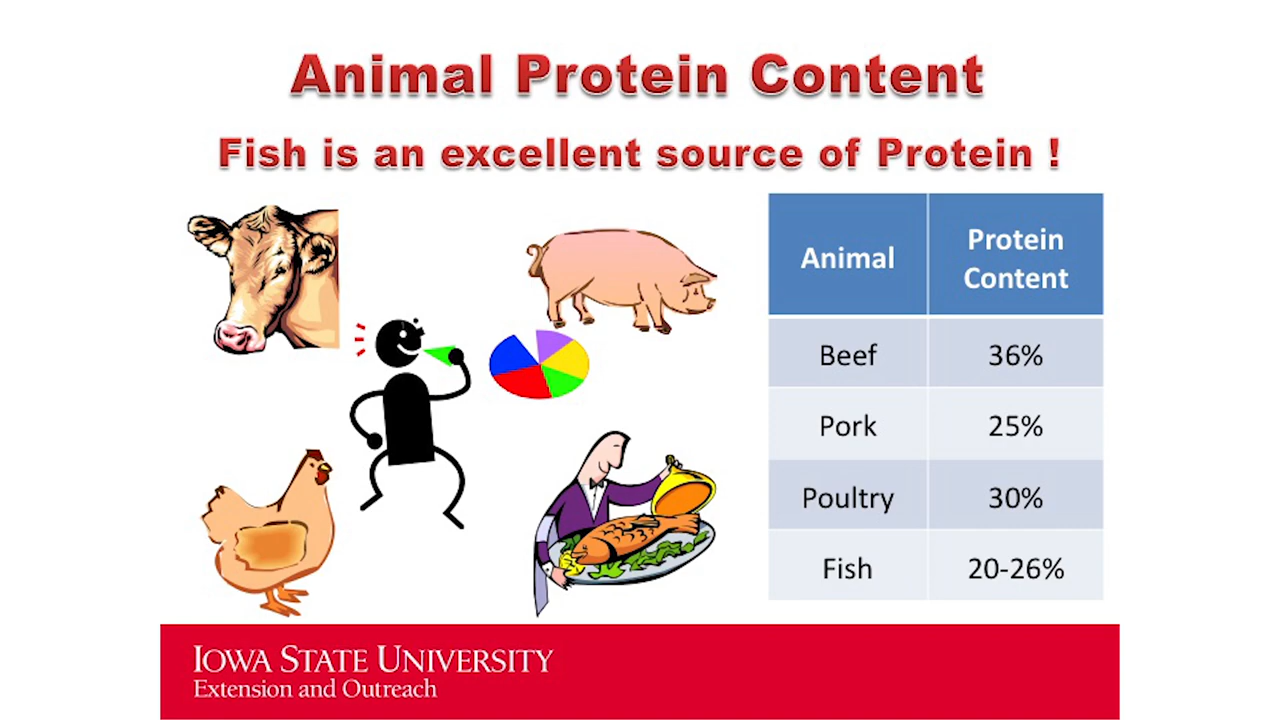 Animal Protein Content
Fish is an excellent source of Protein !
Animal
Protein
Content
Beef
36%
Pork
25%
Poultry
30%
Fish
20-26%
IOWA STATE UNIVERSITY
Extension and Outreach